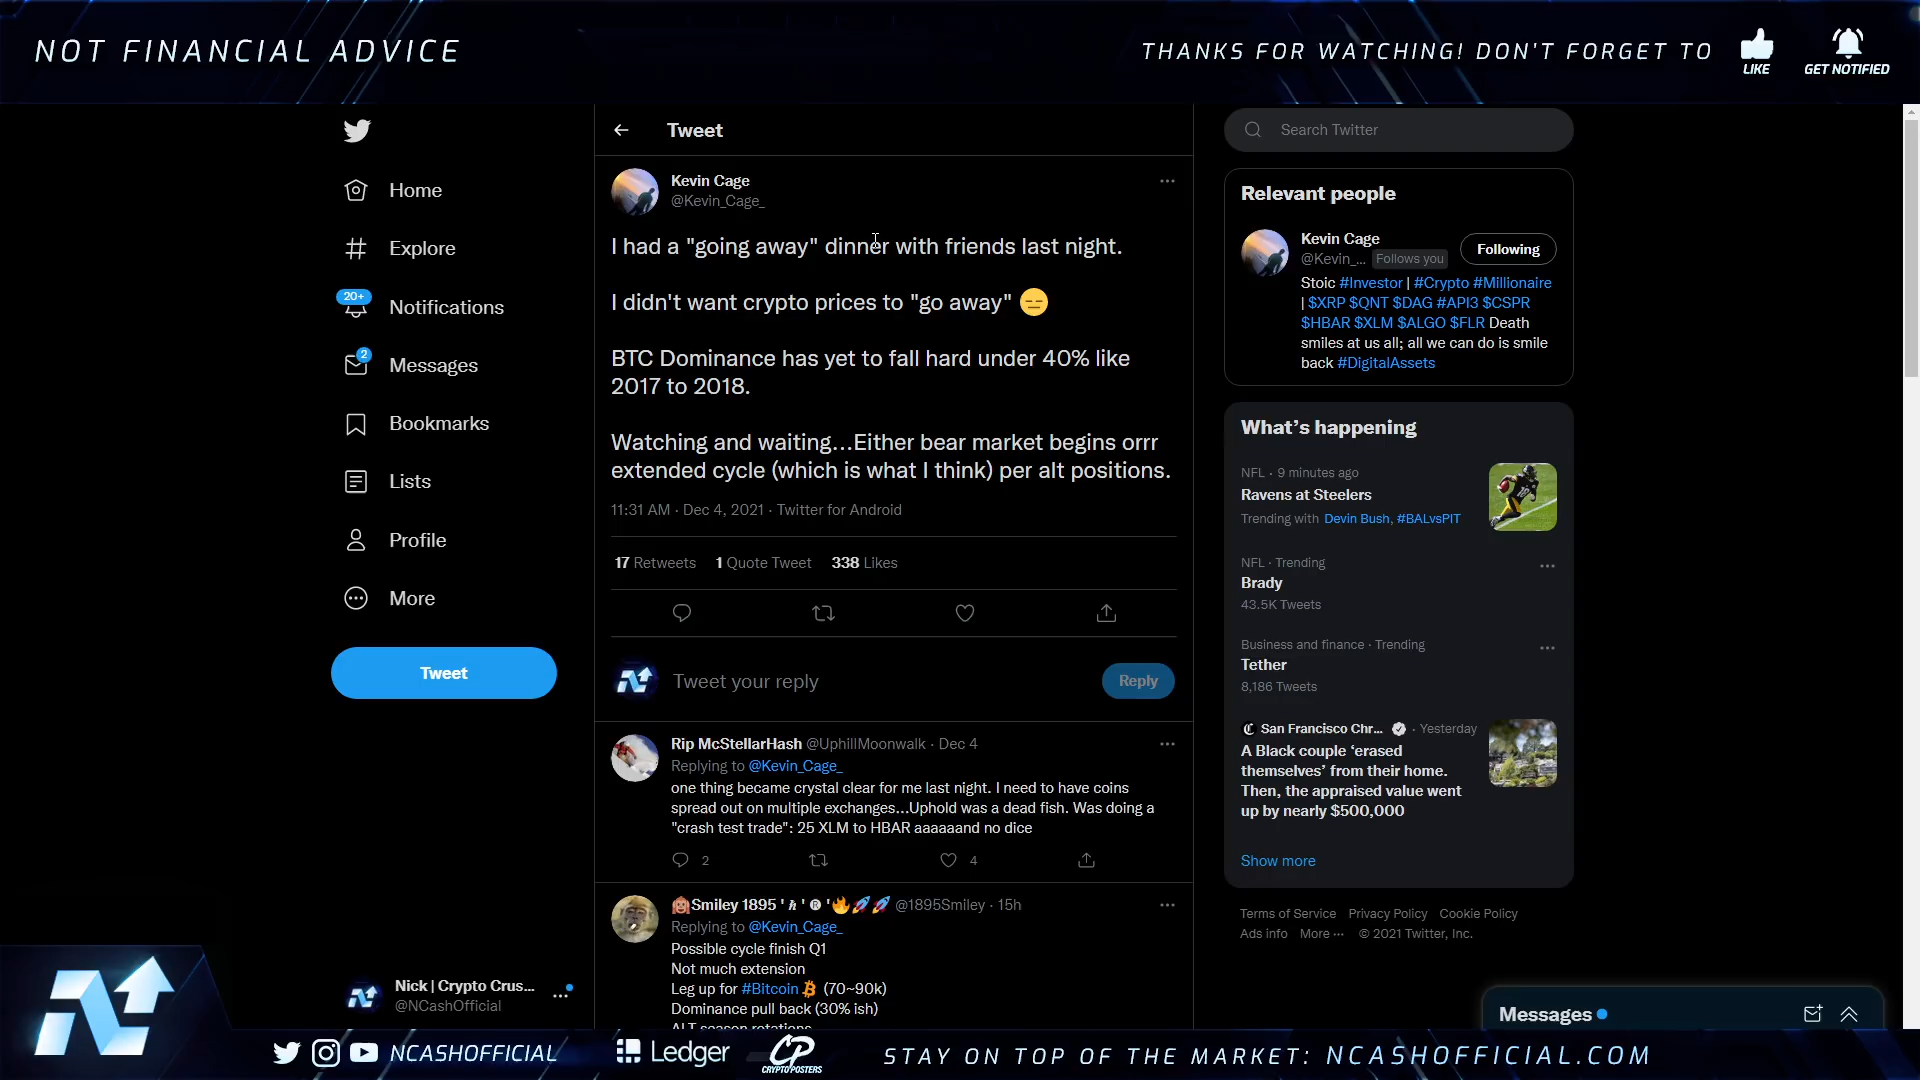 NOT FINANCIAL ADVICE
THANKS FOR WATCHING! DON'T FORGET TO
LIKE
GET NOTIFIED
Home
Explore
20+
Notifications
2
Messages
Bookmarks
Lists
Profile
More
Tweet
Tweet
Kevin Cage
@Kevin_Cage_
I had a "going away" dinner with friends last night.
I didn't want crypto prices to "go away" 😑
BTC Dominance has yet to fall hard under 40% like
2017 to 2018.
Watching and waiting...Either bear market begins orrr
extended cycle (which is what I think) per alt positions.
11:31 AM · Dec 4, 2021 · Twitter for Android
17 Retweets 1 Quote Tweet 338 Likes
Tweet your reply
Reply
Rip McStellarHash @UphillMoonwalk · Dec 4
Replying to @Kevin_Cage_
one thing became crystal clear for me last night. I need to have coins
spread out on multiple exchanges...Uphold was a dead fish. Was doing a
"crash test trade": 25 XLM to HBAR aaaaaand no dice
2
4
Smiley 1895 ' ℏ ' ® '🔥🚀🚀 @1895Smiley · 15h
Replying to @Kevin_Cage_
Possible cycle finish Q1
Not much extension
Leg up for #Bitcoin (70~90k)
Dominance pull back (30% ish)
ALT season rotations
Search Twitter
Relevant people
Kevin Cage
@Kevin_... Follows you
Following
Stoic #Investor | #Crypto #Millionaire
| $XRP $QNT $DAG #API3 $CSPR
$HBAR $XLM $ALGO $FLR Death
smiles at us all; all we can do is smile
back #DigitalAssets
What's happening
NFL · 9 minutes ago
Ravens at Steelers
Trending with Devin Bush, #BALvsPIT
NFL · Trending
Brady
43.5K Tweets
Business and finance · Trending
Tether
8,186 Tweets
San Francisco Chr... · Yesterday
A Black couple 'erased
themselves' from their home.
Then, the appraised value went
up by nearly $500,000
Show more
Terms of Service Privacy Policy Cookie Policy
Ads info More ··· © 2021 Twitter, Inc.
Messages
Nick | Crypto Crus...
@NCashOfficial
NCASHOFFICIAL
Ledger
CP
CRYPTOPOSTERS
STAY ON TOP OF THE MARKET: NCASHOFFICIAL.COM